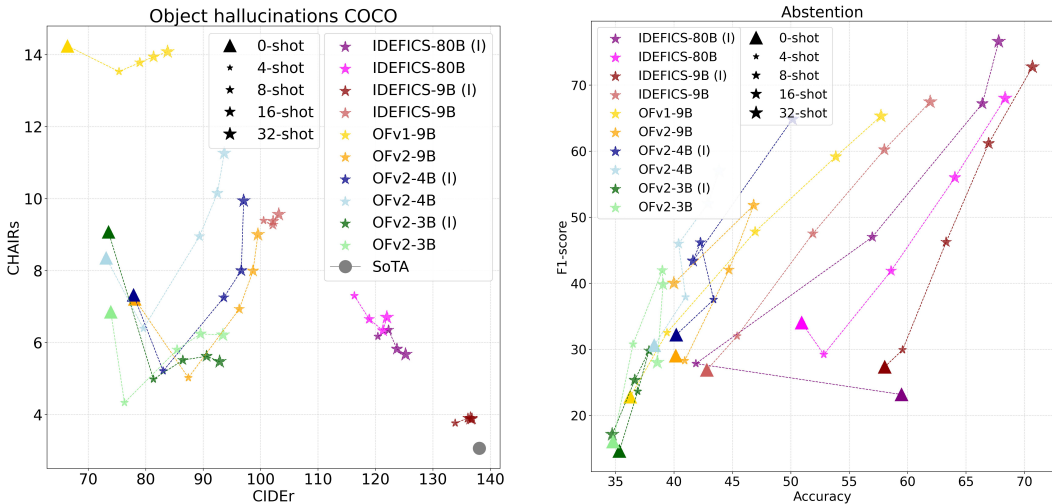 Object hallucinations COCO
CHAIRs
14
12
10
8
6
4
70
80
90
100
110
120
130
140
CIDEr
0-shot
4-shot
8-shot
16-shot
32-shot
IDEFICS-80B (I)
IDEFICS-80B
IDEFICS-9B (I)
IDEFICS-9B
OFv1-9B
OFv2-9B
OFv2-4B (I)
OFv2-4B
OFv2-3B (I)
OFv2-3B
SoTA
Abstention
F1-score
70
60
50
40
30
20
35
40
45
50
55
60
65
70
Accuracy
IDEFICS-80B (I)
IDEFICS-80B
IDEFICS-9B (I)
IDEFICS-9B
OFv1-9B
OFv2-9B
OFv2-4B (I)
OFv2-4B
OFv2-3B (I)
OFv2-3B
0-shot
4-shot
8-shot
16-shot
32-shot